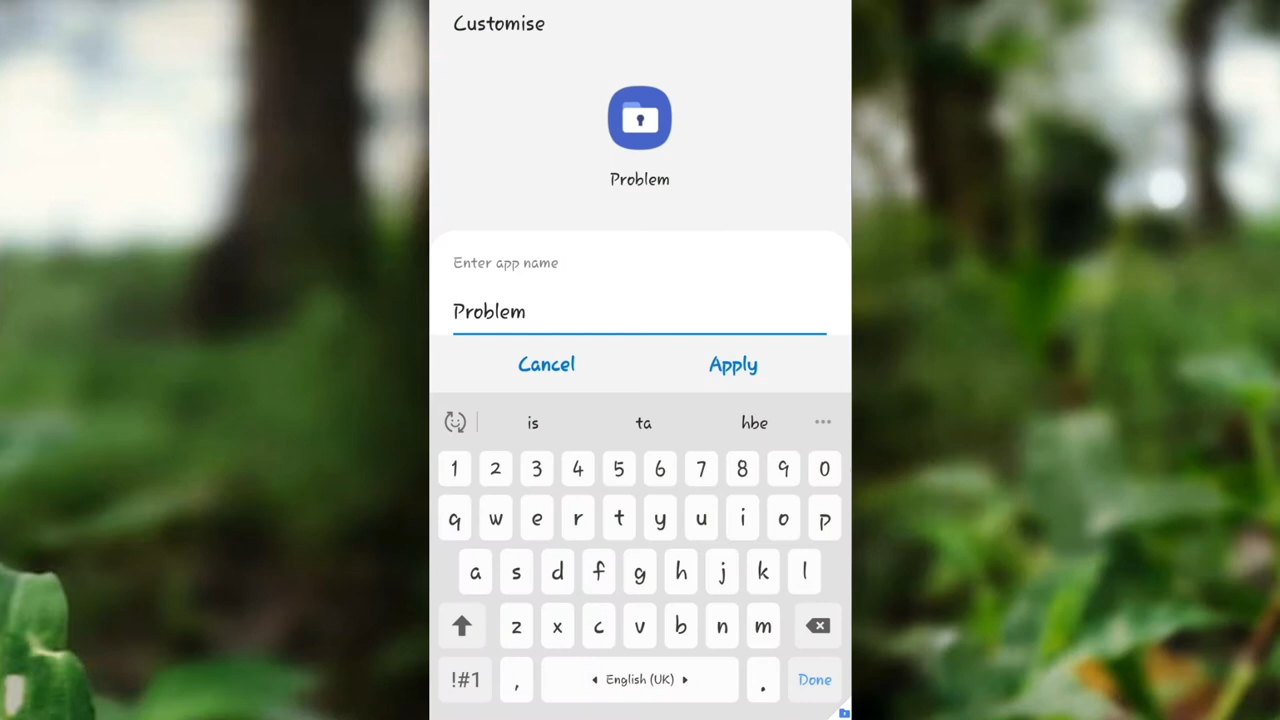 Customise
Problem
Enter app name
Problem
Cancel Apply
is ta hbe
1 2 3 4 5 6 7 8 9 0
q w e r t y u i o p
a s d f g h j k l
z x c v b n m
!#1 , English (UK) . Done